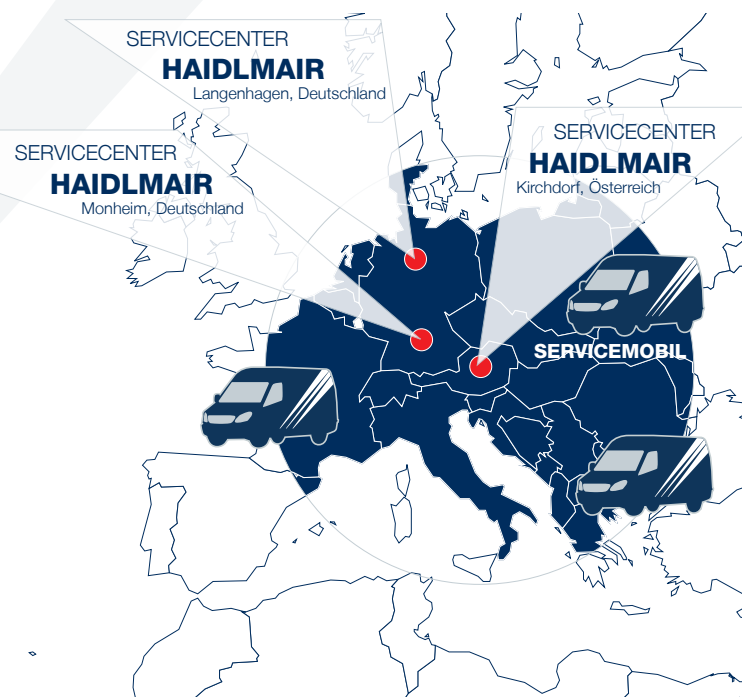 SERVICECENTER
HAIDLMAIR
Langenhagen, Deutschland
SERVICECENTER
HAIDLMAIR
Monheim, Deutschland
SERVICECENTER
HAIDLMAIR
Kirchdorf, Österreich
SERVICEMOBIL